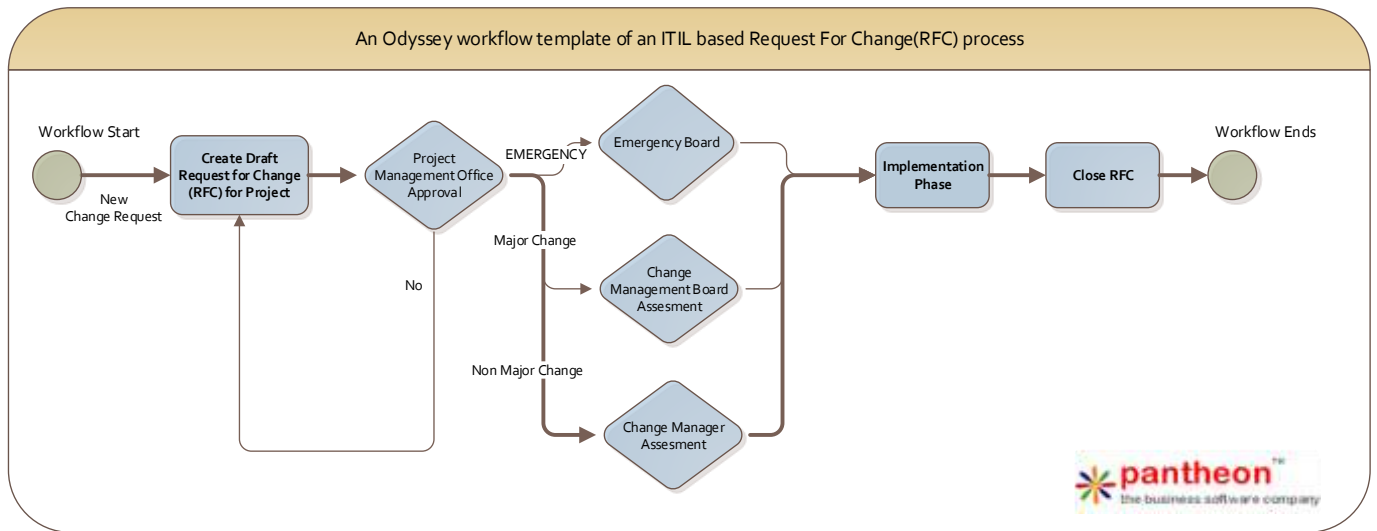 An Odyssey workflow template of an ITIL based Request For Change(RFC) process
Workflow Start
New
Change Request
Create Draft
Request for Change
(RFC) for Project
Project
Management Office
Approval
No
EMERGENCY
Major Change
Non Major Change
Emergency Board
Change
Management Board
Assesment
Change Manager
Assesment
Implementation
Phase
Close RFC
Workflow Ends
pantheon™
the business software company